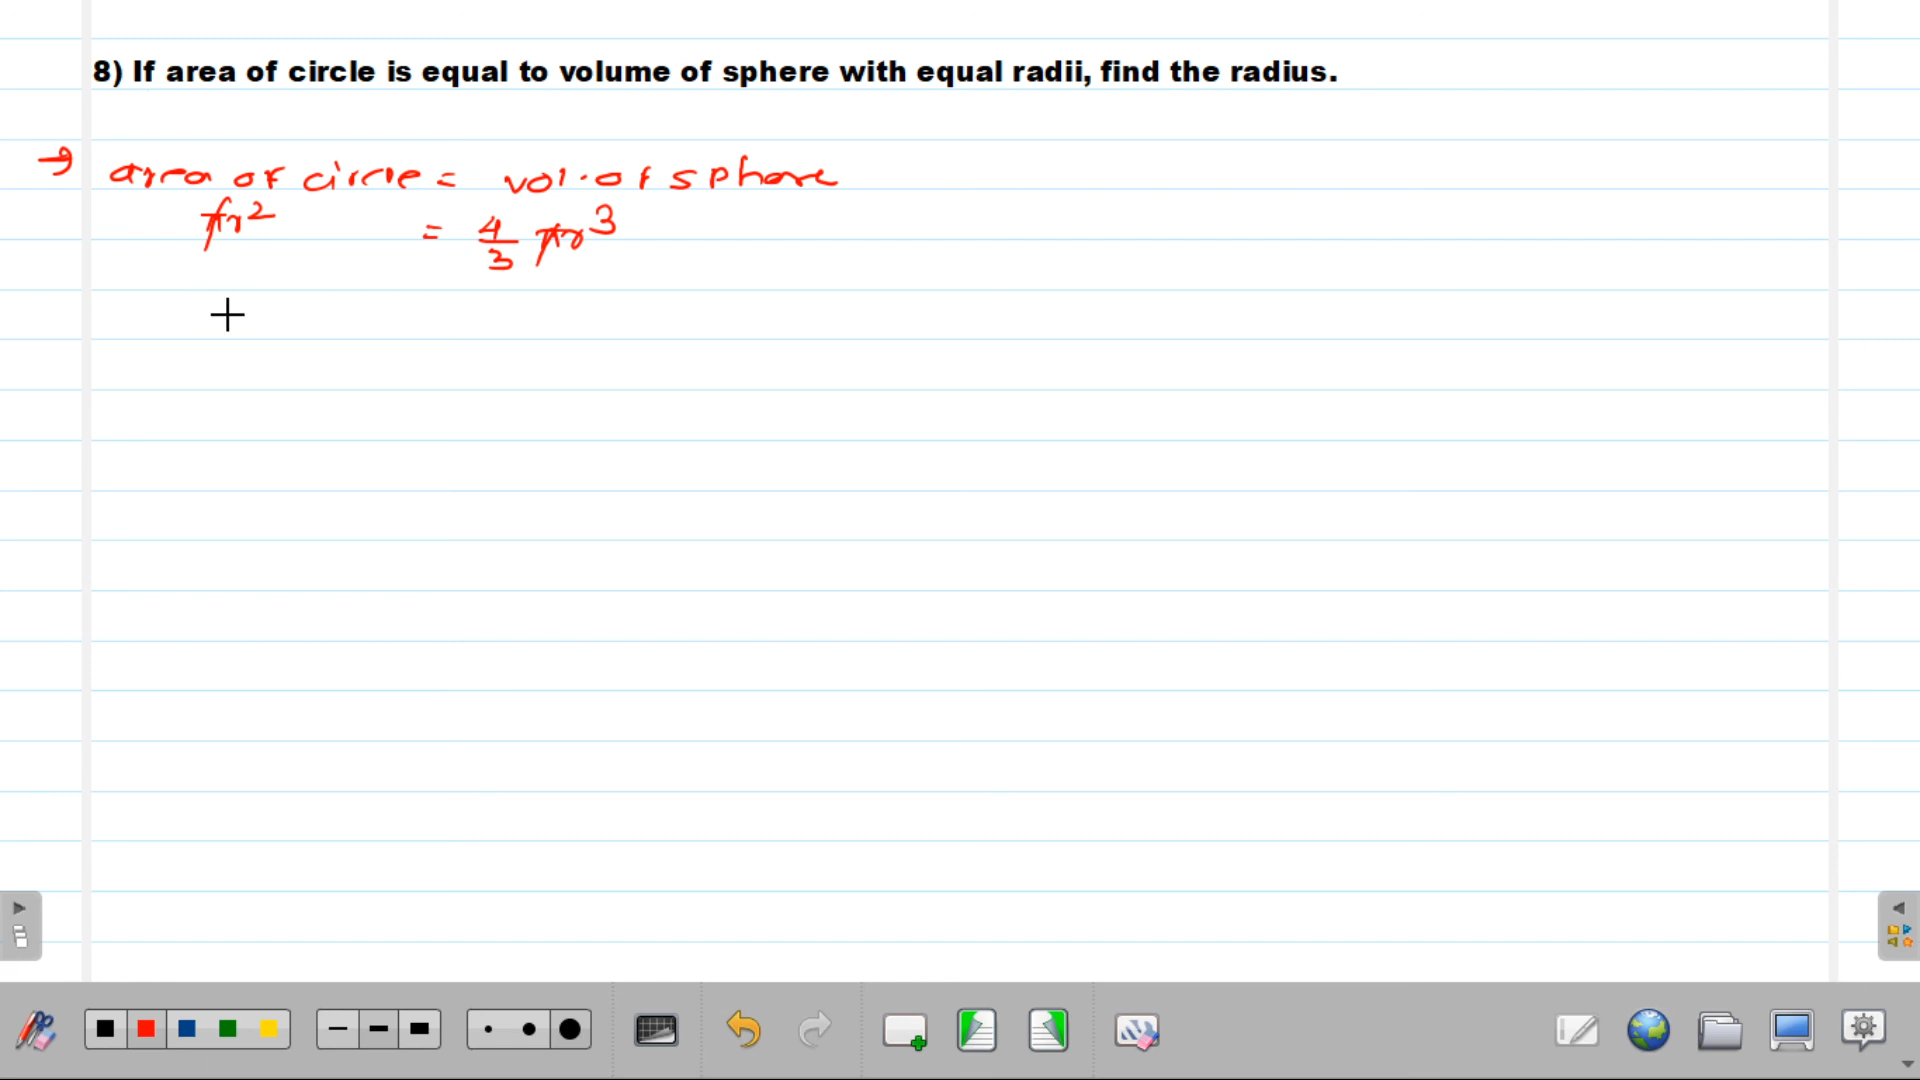 8) If area of circle is equal to volume of sphere with equal radii, find the radius.
→ area of circle = vol. of sphere
πr² = 4/3 πr³